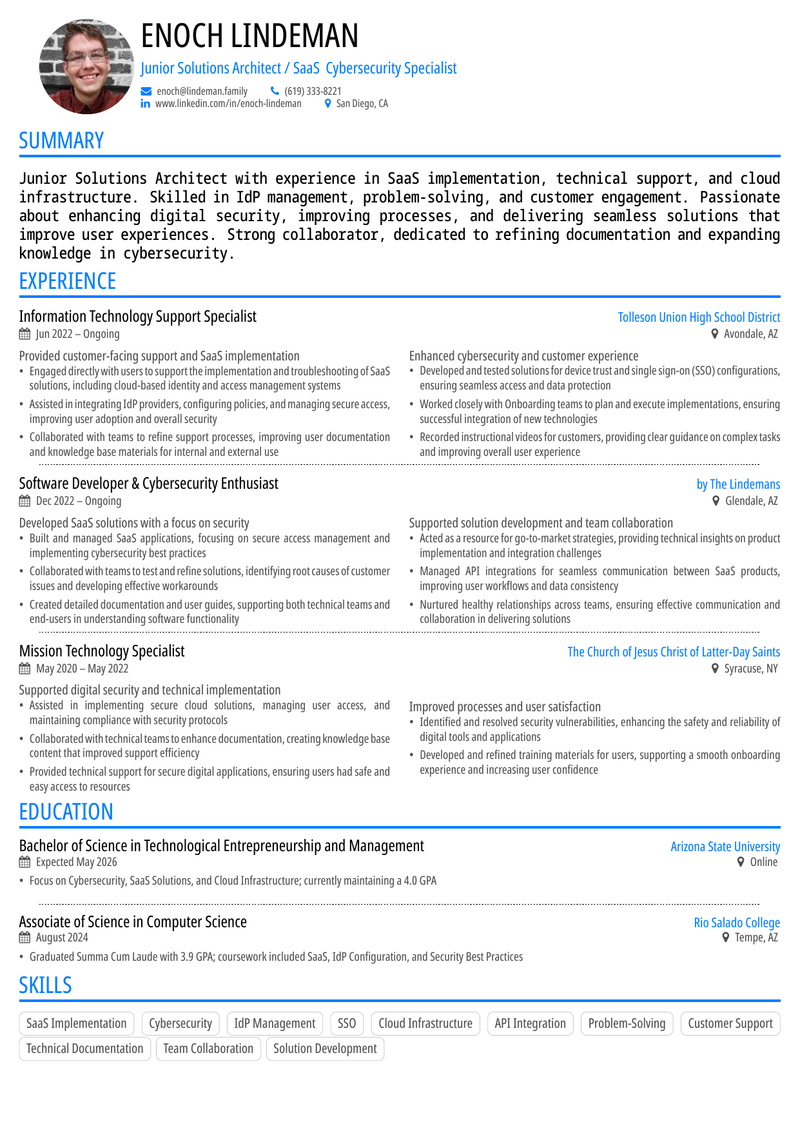 ENOCH LINDEMAN
Junior Solutions Architect / SaaS Cybersecurity Specialist
enoch@lindeman.family (619) 333-8221
www.linkedin.com/in/enoch-lindeman San Diego, CA
SUMMARY
Junior Solutions Architect with experience in SaaS implementation, technical support, and cloud
infrastructure. Skilled in IdP management, problem-solving, and customer engagement. Passionate
about enhancing digital security, improving processes, and delivering seamless solutions that
improve user experiences. Strong collaborator, dedicated to refining documentation and expanding
knowledge in cybersecurity.
EXPERIENCE
Information Technology Support Specialist Tolleson Union High School District
Jun 2022 – Ongoing Avondale, AZ
Provided customer-facing support and SaaS implementation
• Engaged directly with users to support the implementation and troubleshooting of SaaS
solutions, including cloud-based identity and access management systems
• Assisted in integrating IdP providers, configuring policies, and managing secure access,
improving user adoption and overall security
• Collaborated with teams to refine support processes, improving user documentation
and knowledge base materials for internal and external use
Enhanced cybersecurity and customer experience
• Developed and tested solutions for device trust and single sign-on (SSO) configurations,
ensuring seamless access and data protection
• Worked closely with Onboarding teams to plan and execute implementations, ensuring
successful integration of new technologies
• Recorded instructional videos for customers, providing clear guidance on complex tasks
and improving overall user experience
Software Developer & Cybersecurity Enthusiast by The Lindemans
Dec 2022 – Ongoing Glendale, AZ
Developed SaaS solutions with a focus on security
• Built and managed SaaS applications, focusing on secure access management and
implementing cybersecurity best practices
• Collaborated with teams to test and refine solutions, identifying root causes of customer
issues and developing effective workarounds
• Created detailed documentation and user guides, supporting both technical teams and
end-users in understanding software functionality
Supported solution development and team collaboration
• Acted as a resource for go-to-market strategies, providing technical insights on product
implementation and integration challenges
• Managed API integrations for seamless communication between SaaS products,
improving user workflows and data consistency
• Nurtured healthy relationships across teams, ensuring effective communication and
collaboration in delivering solutions
Mission Technology Specialist The Church of Jesus Christ of Latter-Day Saints
May 2020 – May 2022 Syracuse, NY
Supported digital security and technical implementation
• Assisted in implementing secure cloud solutions, managing user access, and
maintaining compliance with security protocols
• Collaborated with technical teams to enhance documentation, creating knowledge base
content that improved support efficiency
• Provided technical support for secure digital applications, ensuring users had safe and
easy access to resources
Improved processes and user satisfaction
• Identified and resolved security vulnerabilities, enhancing the safety and reliability of
digital tools and applications
• Developed and refined training materials for users, supporting a smooth onboarding
experience and increasing user confidence
EDUCATION
Bachelor of Science in Technological Entrepreneurship and Management Arizona State University
Expected May 2026 Online
• Focus on Cybersecurity, SaaS Solutions, and Cloud Infrastructure; currently maintaining a 4.0 GPA
Associate of Science in Computer Science Rio Salado College
August 2024 Tempe, AZ
• Graduated Summa Cum Laude with 3.9 GPA; coursework included SaaS, IdP Configuration, and Security Best Practices
SKILLS
SaaS Implementation Cybersecurity IdP Management SSO Cloud Infrastructure API Integration Problem-Solving Customer Support
Technical Documentation Team Collaboration Solution Development